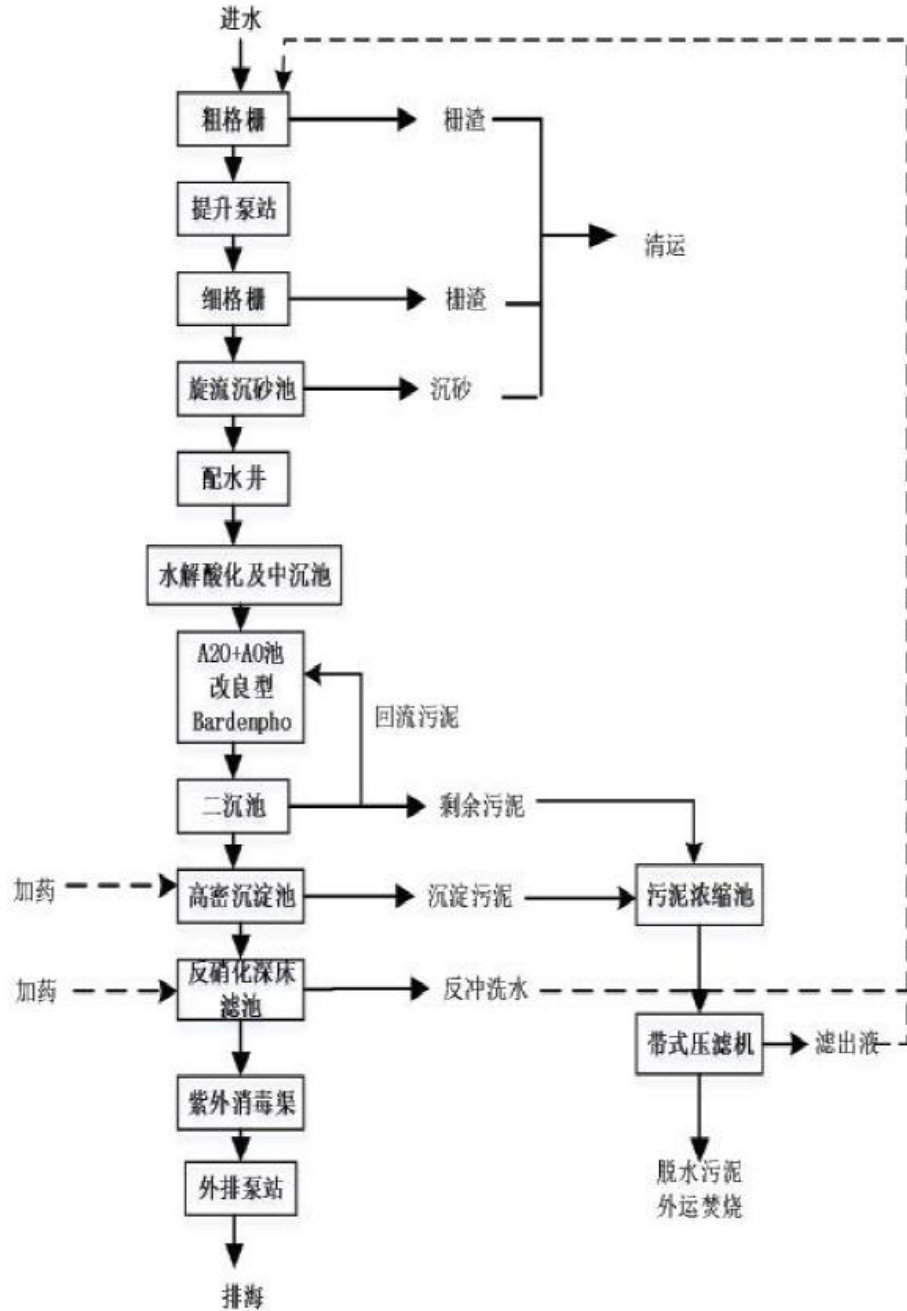 进水
粗格栅
栅渣
提升泵站
清运
细格栅
栅渣
旋流沉砂池
沉砂
配水井
水解酸化及中沉池
A2O+AO池
改良型
Bardenpho
回流污泥
二沉池
剩余污泥
加药
高密沉淀池
沉淀污泥
污泥浓缩池
加药
反硝化深床
滤池
反冲洗水
带式压滤机
滤出液
紫外消毒渠
外排泵站
脱水污泥
外运焚烧
排海